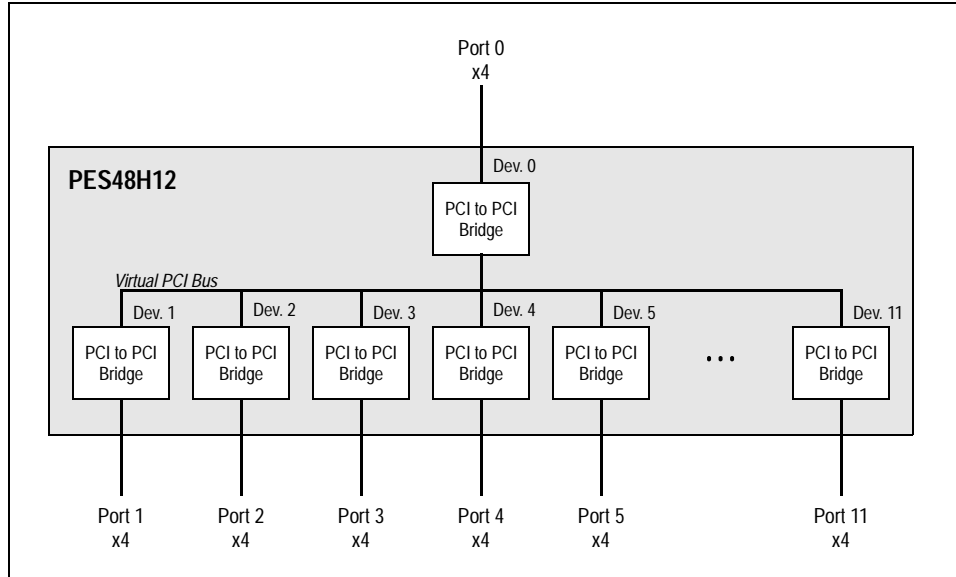 Port 0
x4
Dev. 0
PES48H12
PCI to PCI
Bridge
Virtual PCI Bus
Dev. 1
Dev. 2
Dev. 3
Dev. 4
Dev. 5
Dev. 11
PCI to PCI
Bridge
PCI to PCI
Bridge
PCI to PCI
Bridge
PCI to PCI
Bridge
PCI to PCI
Bridge
• • •
PCI to PCI
Bridge
Port 1
x4
Port 2
x4
Port 3
x4
Port 4
x4
Port 5
x4
Port 11
x4